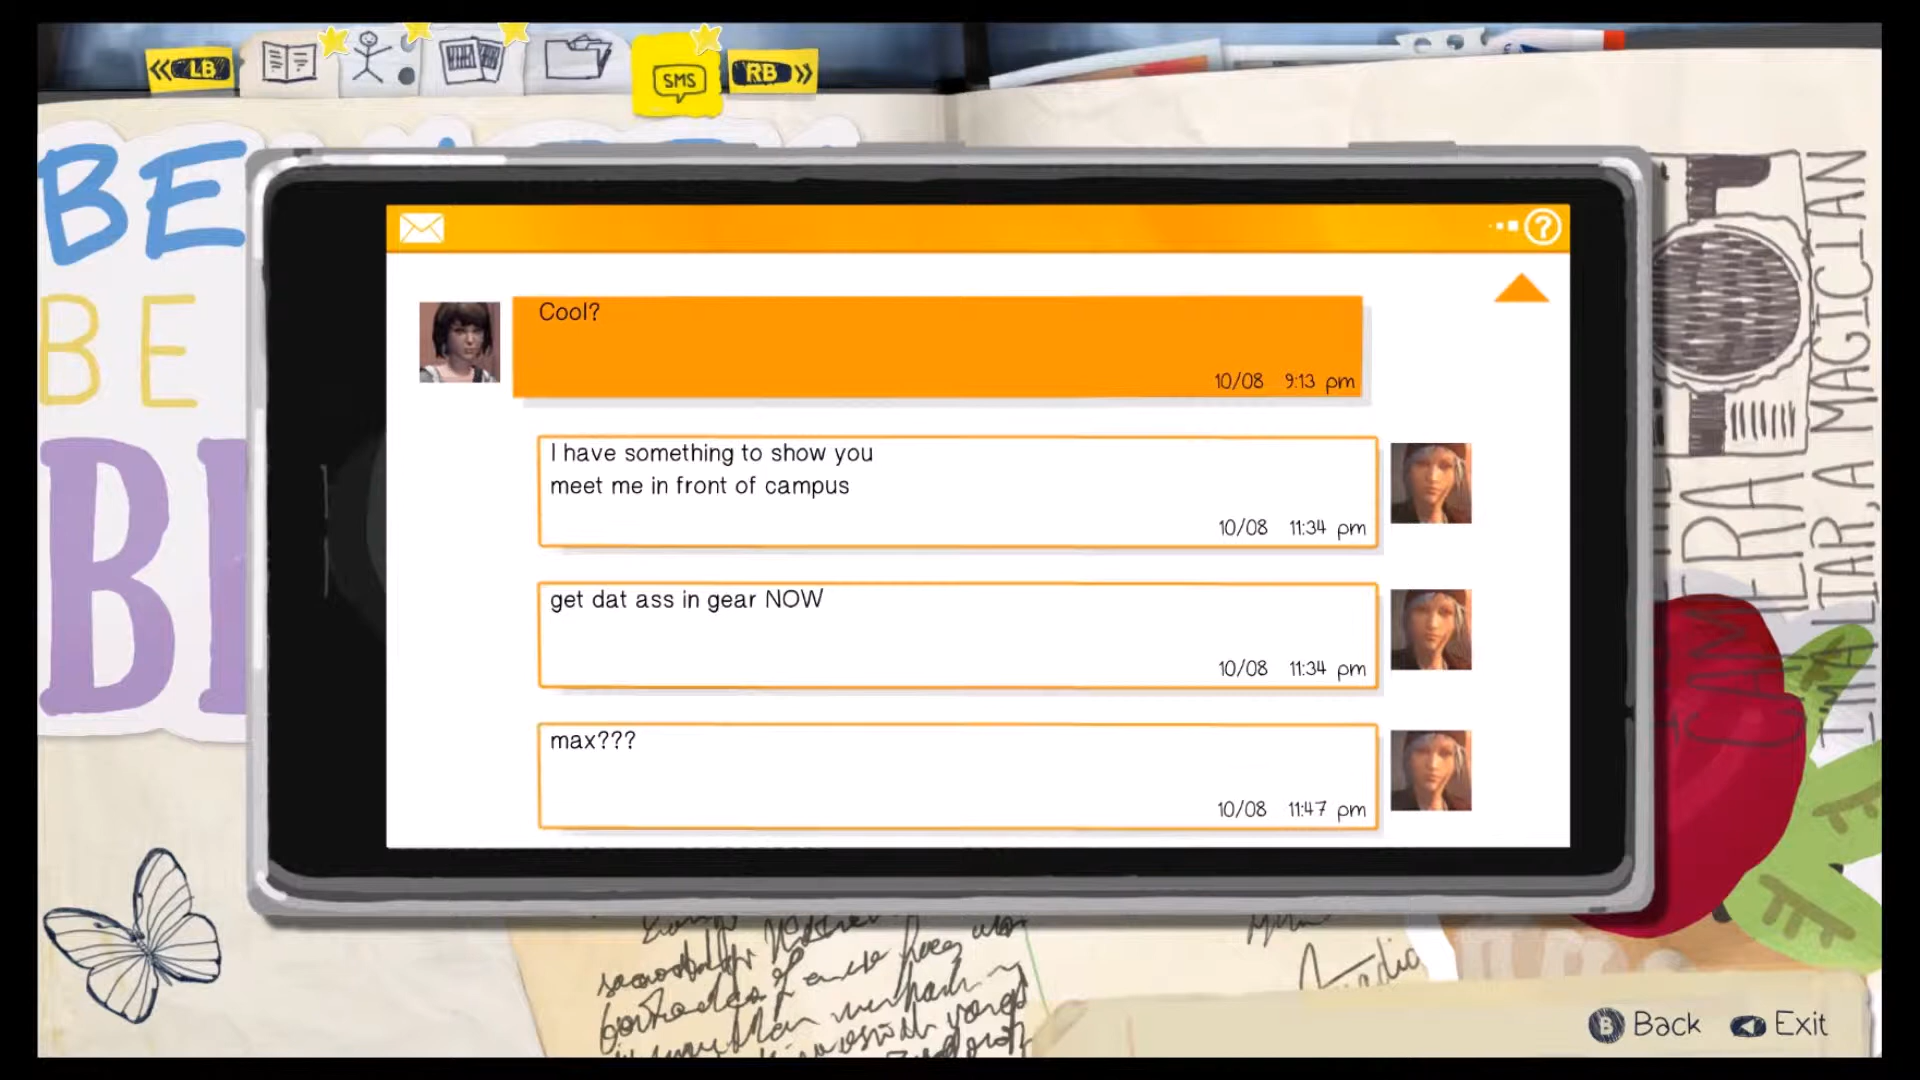 LB
SMS
RB
BE
BE
Cool?
10/08 9:13 pm
I have something to show you
meet me in front of campus
10/08 11:34 pm
get dat ass in gear NOW
10/08 11:34 pm
max???
10/08 11:47 pm
CAMERA
I'M A LIAR, A MAGICIAN
B Back
Exit